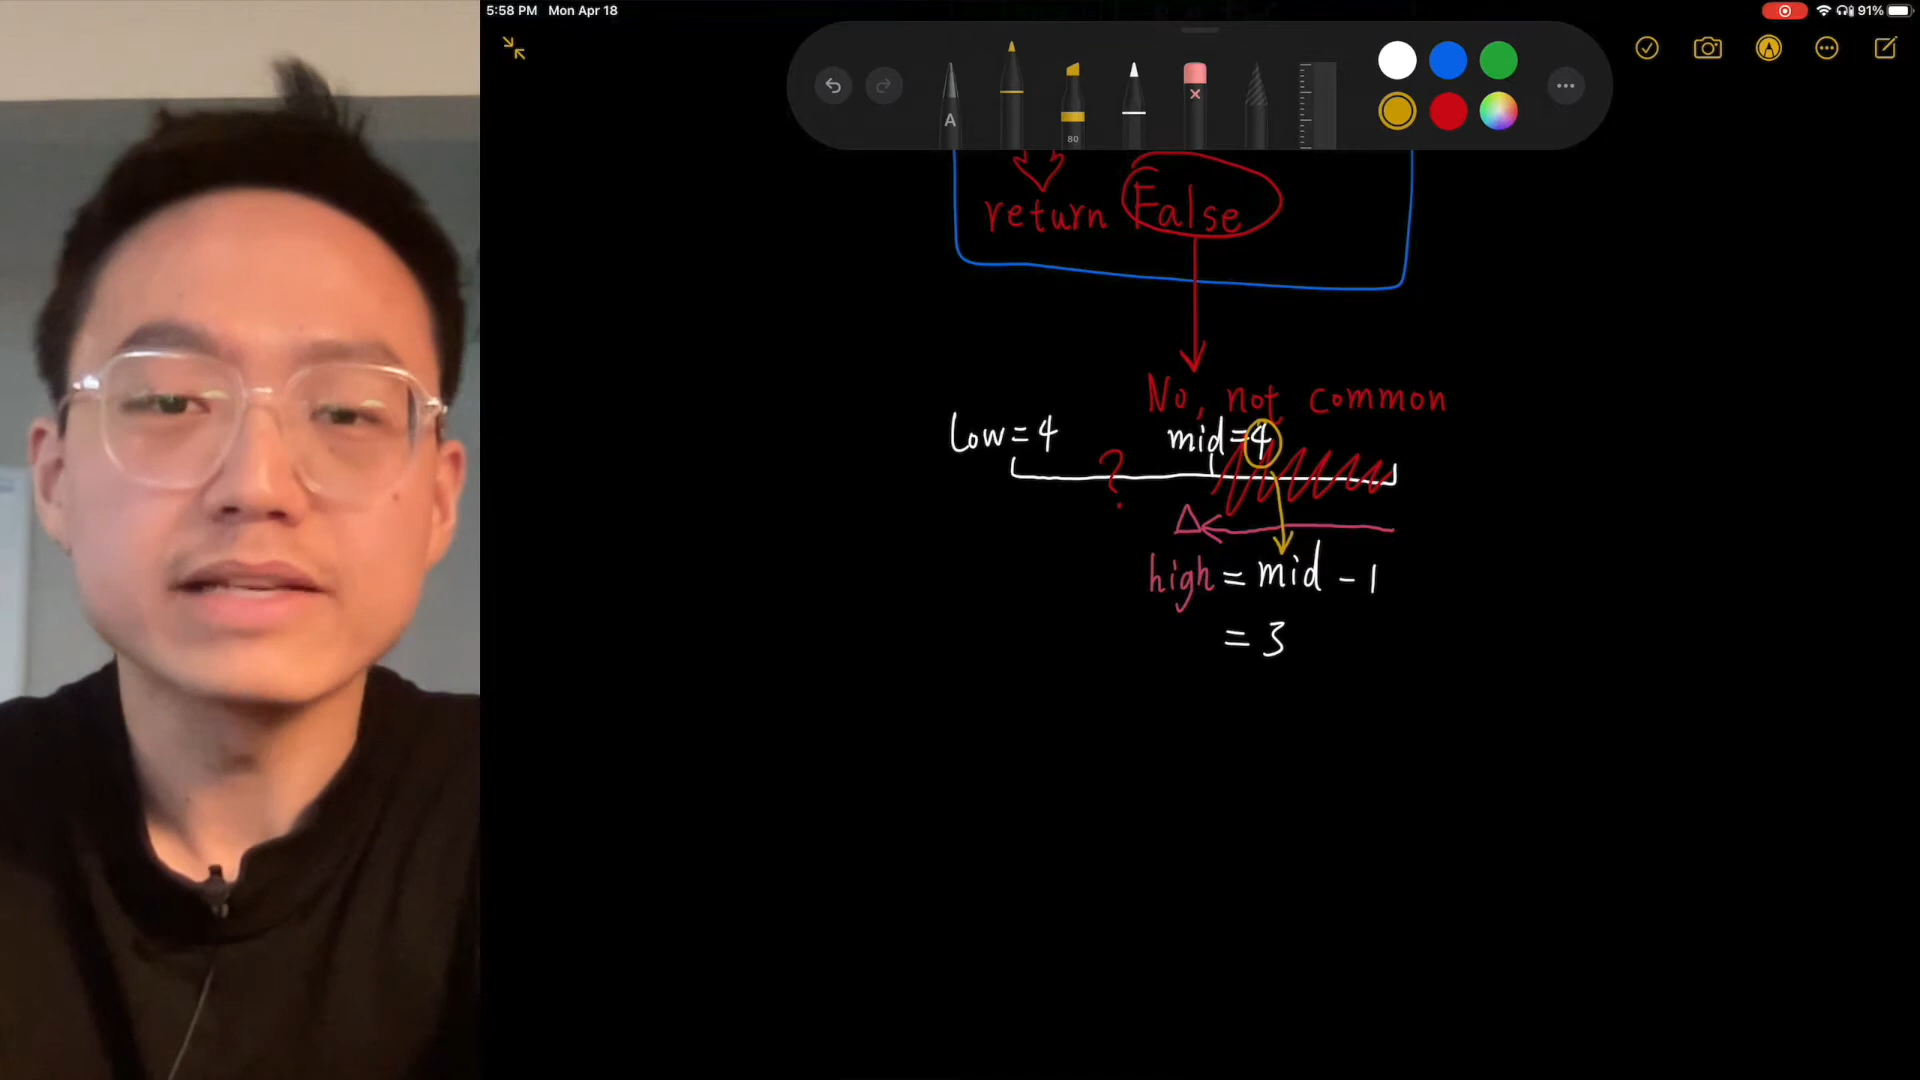 5:58 PM Mon Apr 18
91%
A
80
return False
No, not common
Low=4
mid=4
?
high = mid - 1
= 3